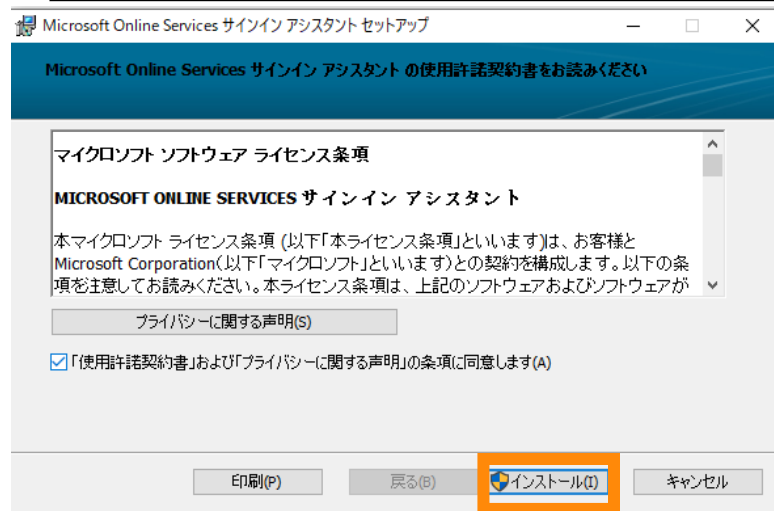 Microsoft Online Services サインイン アシスタント セットアップ
Microsoft Online Services サインイン アシスタント の使用許諾契約書をお読みください
マイクロソフト ソフトウェア ライセンス条項
MICROSOFT ONLINE SERVICES サインイン アシスタント
本マイクロソフト ライセンス条項 (以下「本ライセンス条項」といいます)は、お客様と
Microsoft Corporation(以下「マイクロソフト」といいます)との契約を構成します。以下の条
項を注意してお読みください。本ライセンス条項は、上記のソフトウェアおよびソフトウェアが
プライバシーに関する声明(S)
「使用許諾契約書」および「プライバシーに関する声明」の条項に同意します(A)
印刷(P) 戻る(B) インストール(I) キャンセル